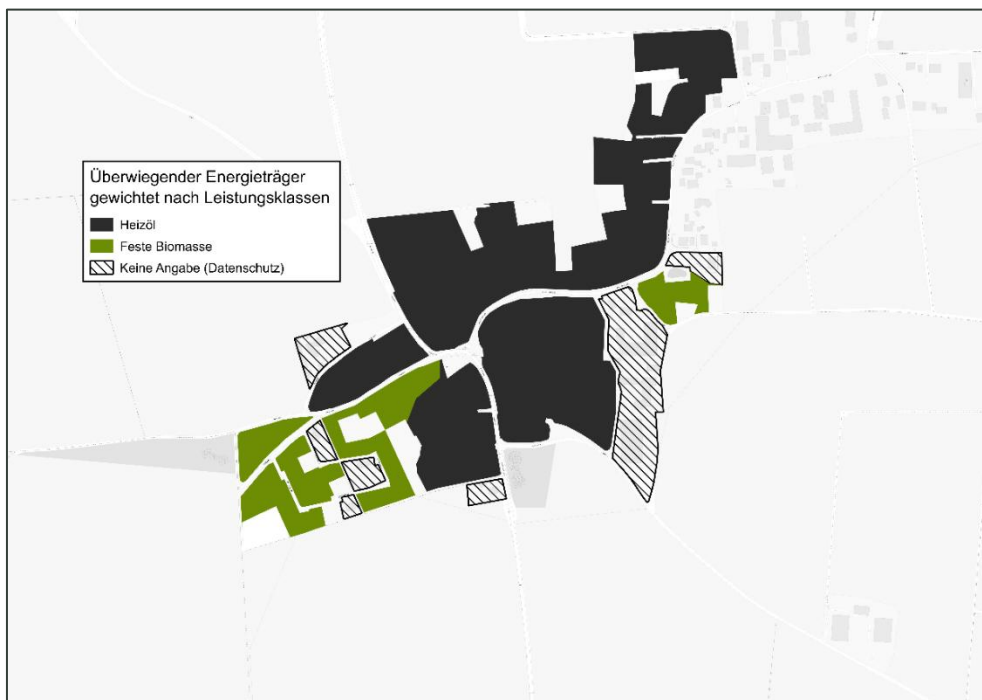 Überwiegender Energieträger
gewichtet nach Leistungsklassen
Heizöl
Feste Biomasse
Keine Angabe (Datenschutz)